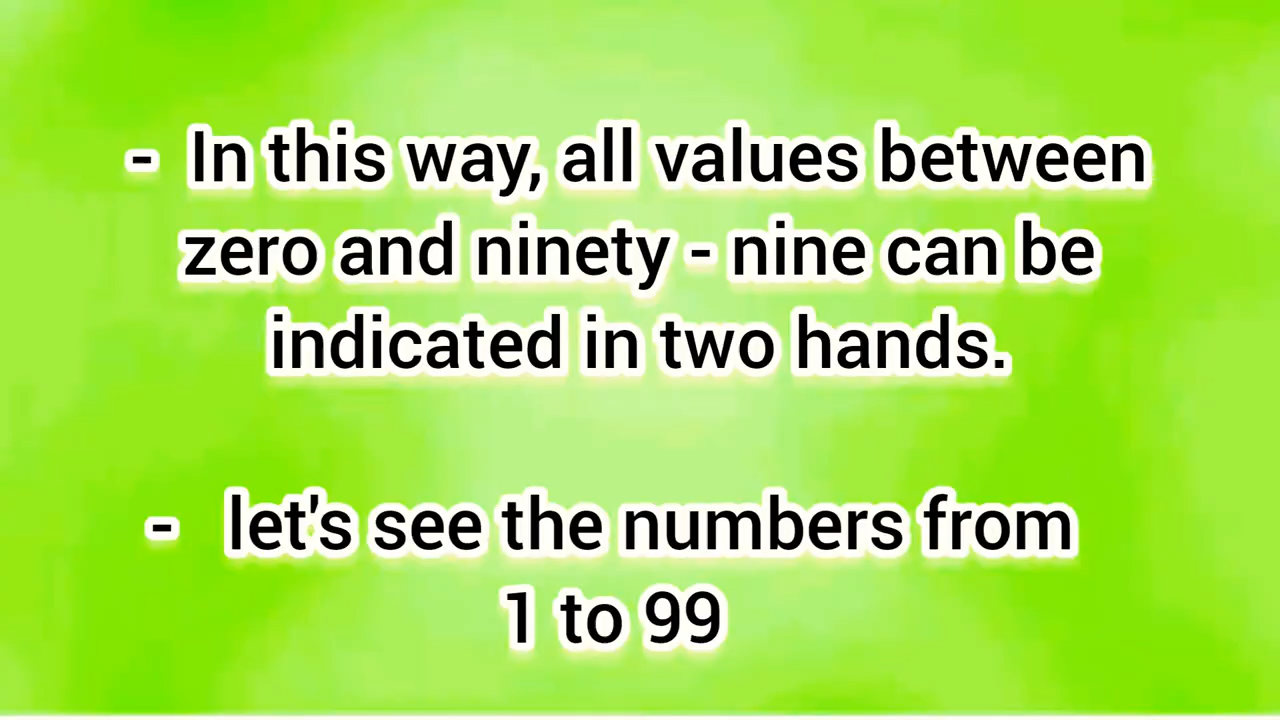 - In this way, all values between
zero and ninety - nine can be
indicated in two hands.
- let's see the numbers from
1 to 99